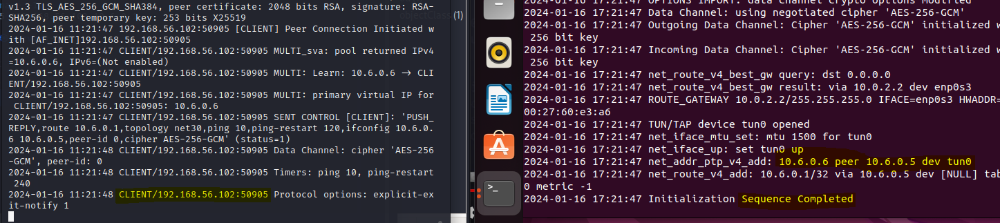 v1.3 TLS_AES_256_GCM_SHA384, peer certificate: 2048 bits RSA, signature: RSA-
SHA256, peer temporary key: 253 bits X25519
2024-01-16 11:21:47 192.168.56.102:50905 [CLIENT] Peer Connection Initiated w
ith [AF_INET]192.168.56.102:50905
2024-01-16 11:21:47 CLIENT/192.168.56.102:50905 MULTI_sva: pool returned IPv4
=10.6.0.6, IPv6=(Not enabled)
2024-01-16 11:21:47 CLIENT/192.168.56.102:50905 MULTI: Learn: 10.6.0.6 → CLI
ENT/192.168.56.102:50905
2024-01-16 11:21:47 CLIENT/192.168.56.102:50905 MULTI: primary virtual IP for
CLIENT/192.168.56.102:50905: 10.6.0.6
2024-01-16 11:21:47 CLIENT/192.168.56.102:50905 SENT CONTROL [CLIENT]: 'PUSH_
REPLY,route 10.6.0.1,topology net30,ping 10,ping-restart 120,ifconfig 10.6.0.
6 10.6.0.5,peer-id 0,cipher AES-256-GCM' (status=1)
2024-01-16 11:21:48 CLIENT/192.168.56.102:50905 Data Channel: cipher 'AES-256
-GCM', peer-id: 0
2024-01-16 11:21:48 CLIENT/192.168.56.102:50905 Timers: ping 10, ping-restart
240
2024-01-16 11:21:48 CLIENT/192.168.56.102:50905 Protocol options: explicit-ex
it-notify 1
(1)
>_
2024-01-16 17:21:47 OPTIONS IMPORT: data channel crypto options modified
2024-01-16 17:21:47 Data Channel: using negotiated cipher 'AES-256-GCM'
2024-01-16 17:21:47 Outgoing Data Channel: Cipher 'AES-256-GCM' initialized w
256 bit key
2024-01-16 17:21:47 Incoming Data Channel: Cipher 'AES-256-GCM' initialized w
256 bit key
2024-01-16 17:21:47 net_route_v4_best_gw query: dst 0.0.0.0
2024-01-16 17:21:47 net_route_v4_best_gw result: via 10.0.2.2 dev enp0s3
2024-01-16 17:21:47 ROUTE_GATEWAY 10.0.2.2/255.255.255.0 IFACE=enp0s3 HWADDR=
00:27:60:e3:a6
2024-01-16 17:21:47 TUN/TAP device tun0 opened
2024-01-16 17:21:47 net_iface_mtu_set: mtu 1500 for tun0
2024-01-16 17:21:47 net_iface_up: set tun0 up
2024-01-16 17:21:47 net_addr_ptp_v4_add: 10.6.0.6 peer 10.6.0.5 dev tun0
2024-01-16 17:21:47 net_route_v4_add: 10.6.0.1/32 via 10.6.0.5 dev [NULL] tab
0 metric -1
2024-01-16 17:21:47 Initialization Sequence Completed